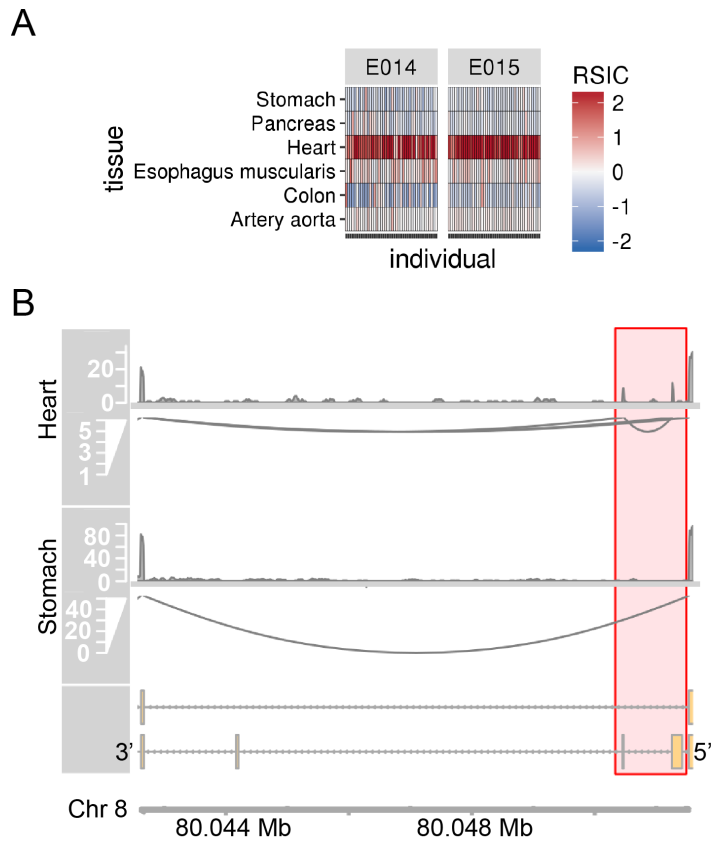 A
E014 E015 RSIC
Stomach
Pancreas
Heart
Esophagus muscularis
Colon
Artery aorta
tissue
individual
2
1
0
-1
-2
B
Heart
20
0
5
3
1
Stomach
80
40
0
40
20
0
3’ 5’
Chr 8
80.044 Mb 80.048 Mb